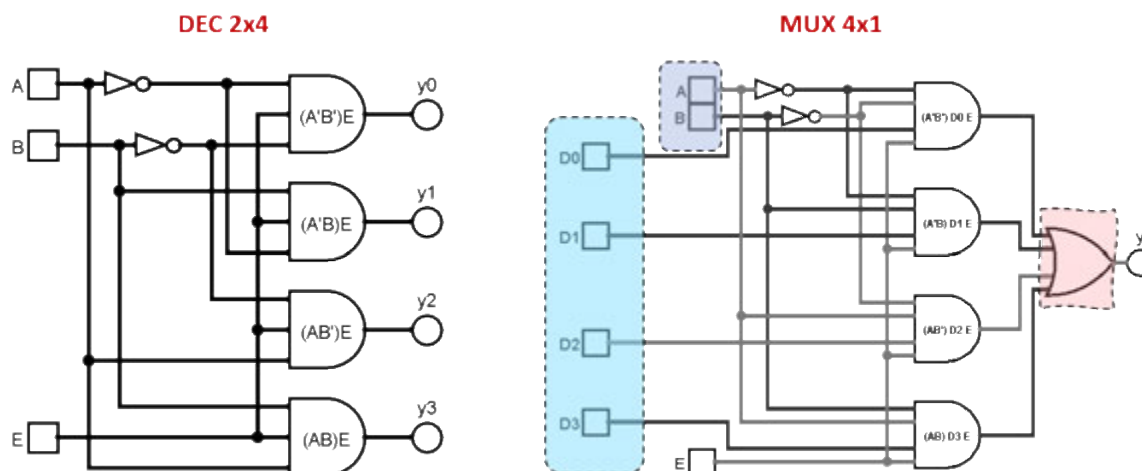 DEC 2x4
A
B
E
(A'B')E
(A'B)E
(AB')E
(AB)E
y0
y1
y2
y3
MUX 4x1
A
B
D0
D1
D2
D3
E
(A'B') D0 E
(A'B) D1 E
(AB') D2 E
(AB) D3 E
y